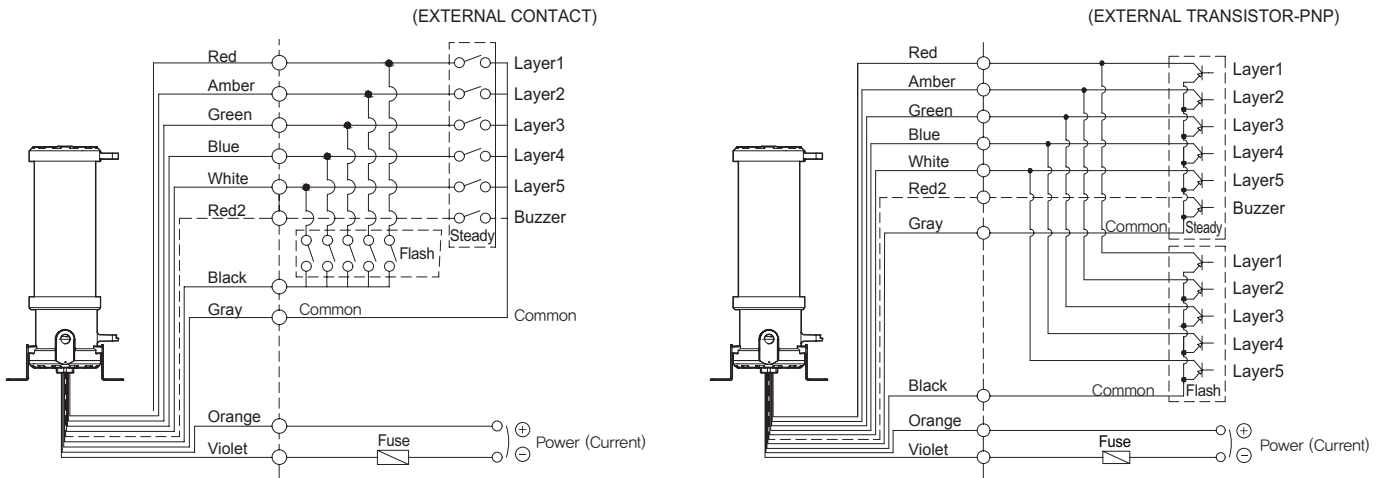 (EXTERNAL CONTACT)
Red
Layer1
Amber
Layer2
Green
Layer3
Blue
Layer4
White
Layer5
Red2
Buzzer
Steady
Flash
Black
Gray
Common
Common
Orange
Violet
Fuse
Power (Current)
(EXTERNAL TRANSISTOR-PNP)
Red
Layer1
Amber
Layer2
Green
Layer3
Blue
Layer4
White
Layer5
Red2
Buzzer
Gray
Common
Steady
Layer1
Layer2
Layer3
Layer4
Layer5
Black
Common
Flash
Orange
Violet
Fuse
Power (Current)